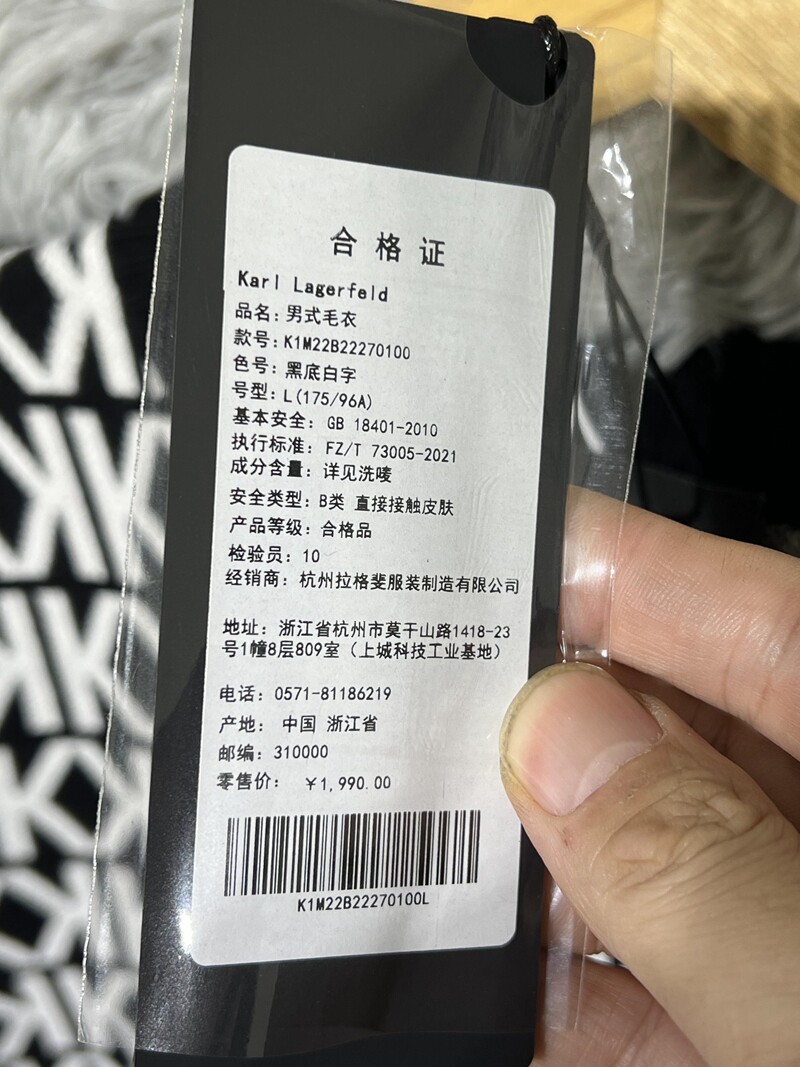 合格证
Karl Lagerfeld
品名：男式毛衣
款号：K1M22B22270100
色号：黑底白字
号型：L(175/96A)
基本安全： GB 18401-2010
执行标准： FZ/T 73005-2021
成分含量： 详见洗唛
安全类型：B类 直接接触皮肤
产品等级：合格品
检验员：10
经销商：杭州拉格斐服装制造有限公司
地址：浙江省杭州市莫干山路1418-23
号1幢8层809室（上城科技工业基地）
电话：0571-81186219
产地： 中国 浙江省
邮编：310000
零售价： ￥1,990.00
K1M22B22270100L